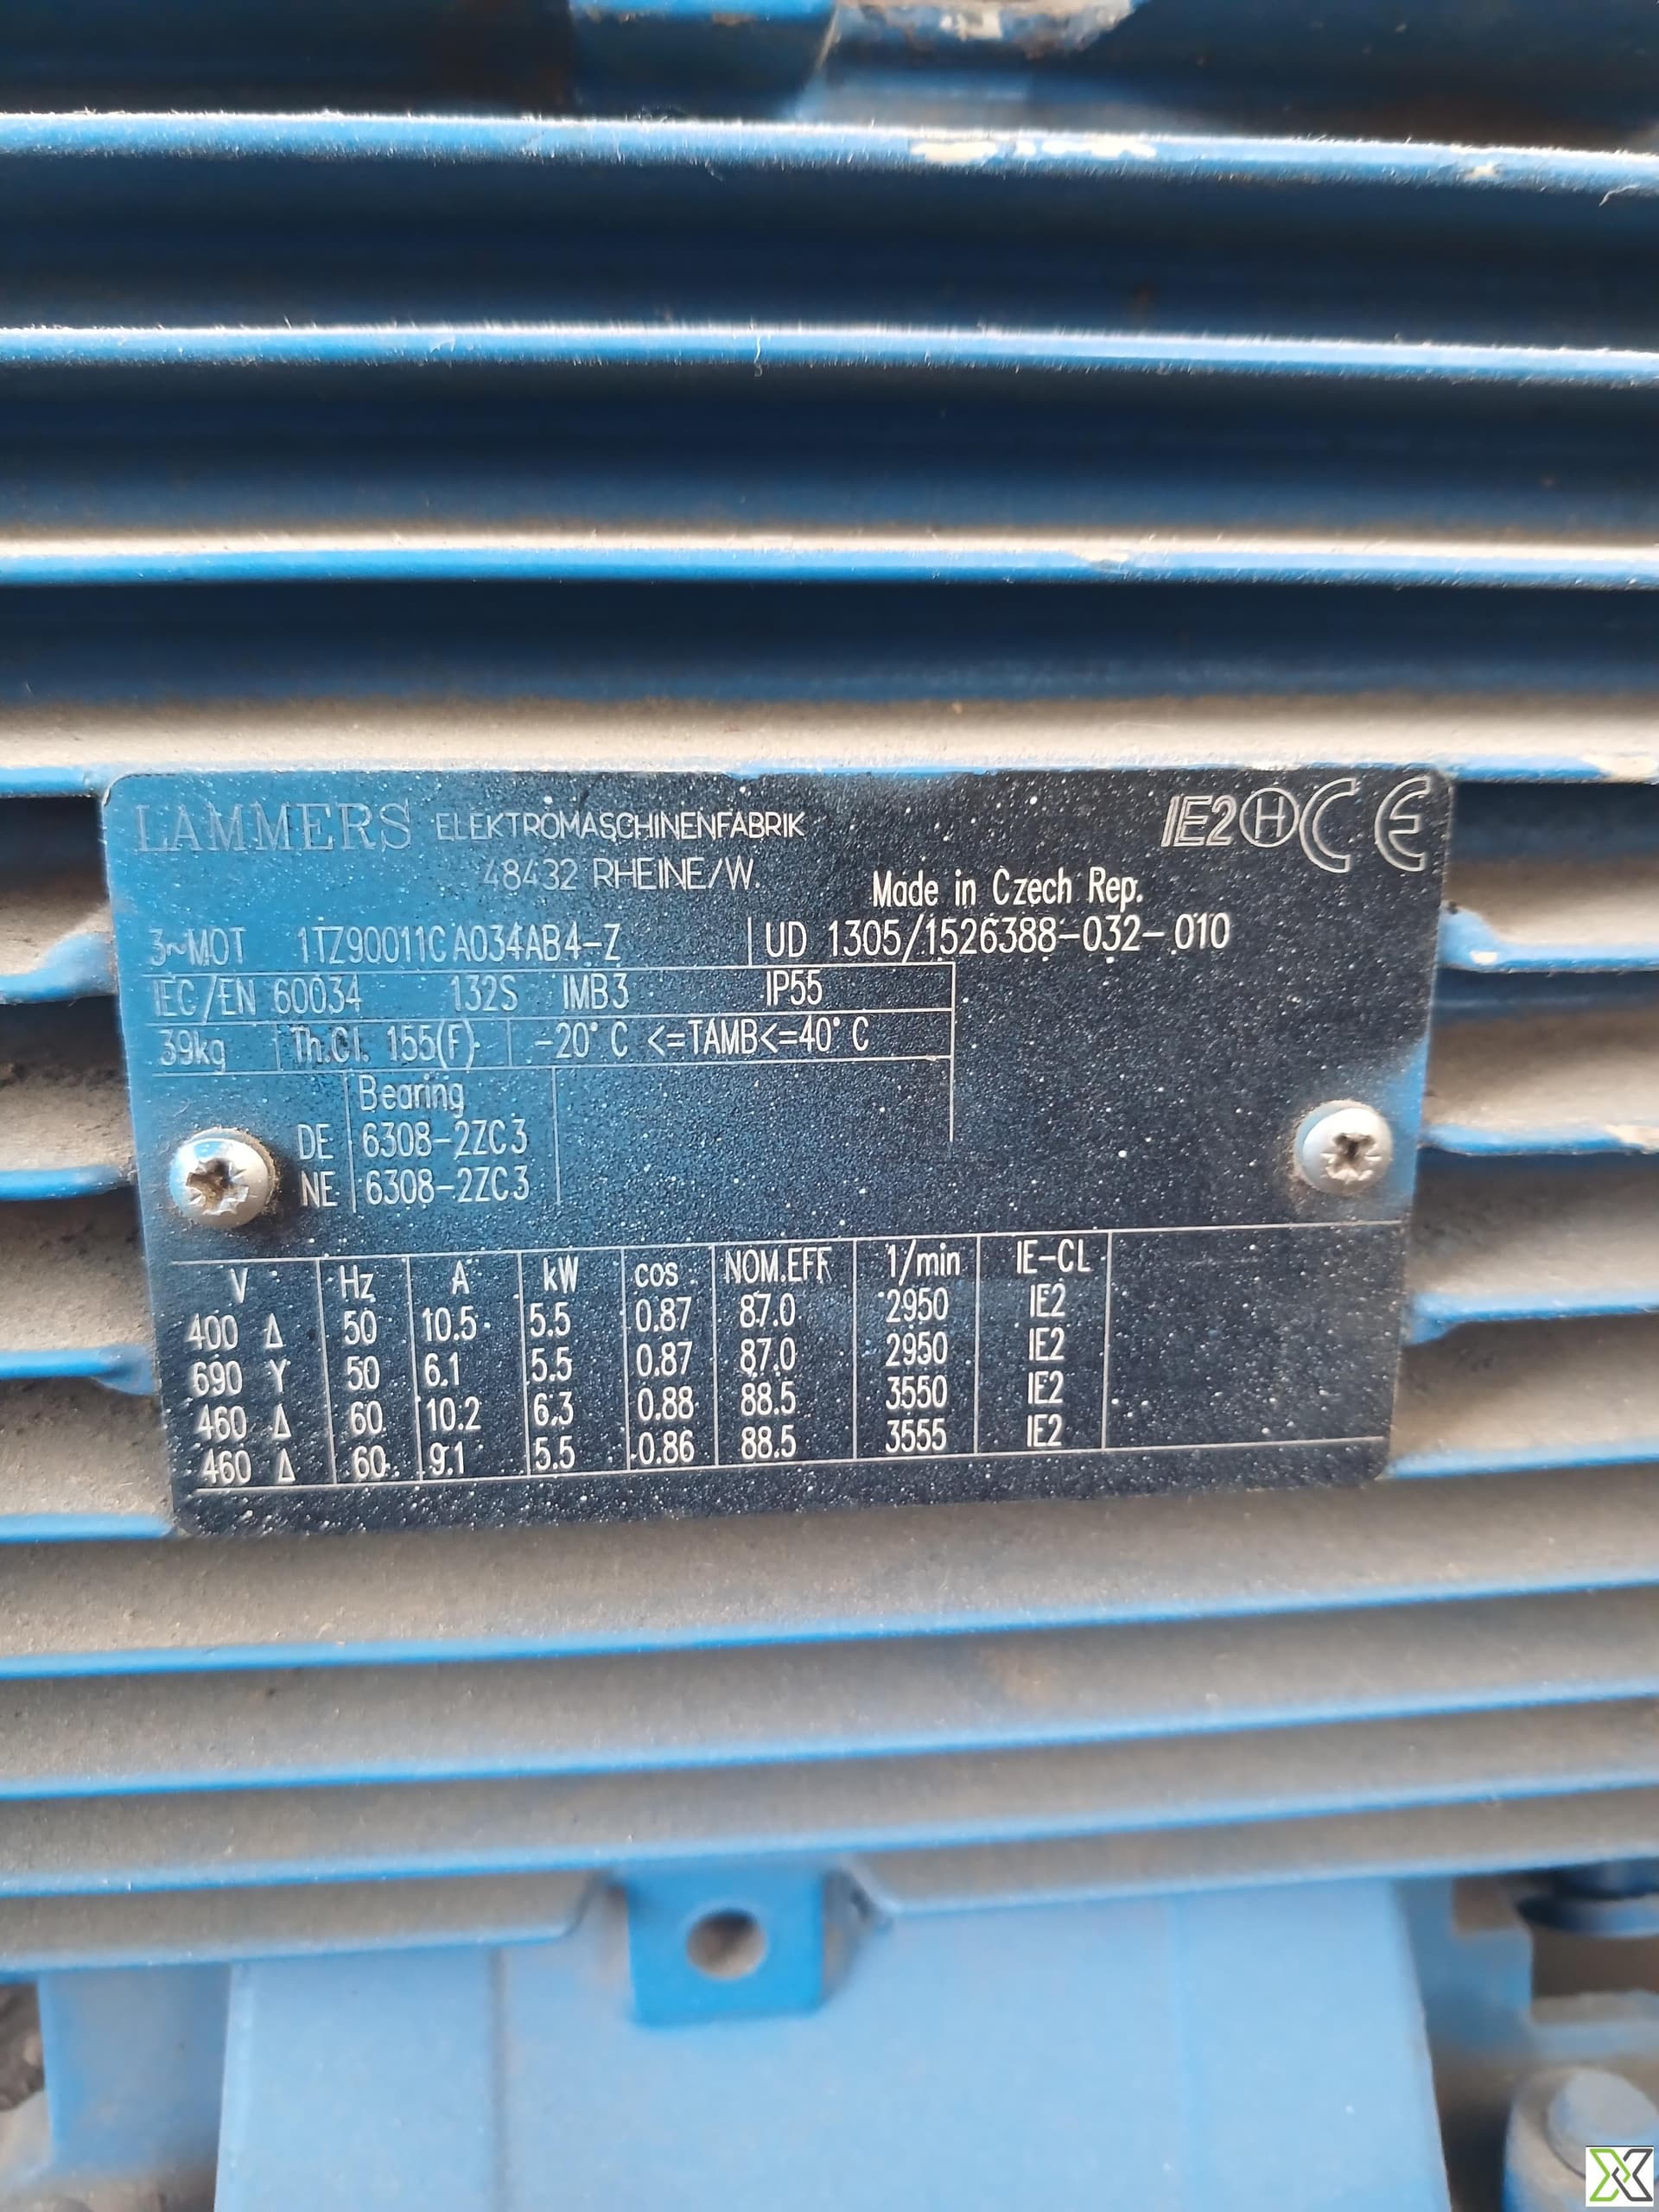 LAMMERS ELEKTROMASCHINENFABRIK IE2 H CE
48432 RHEINE/W.
Made in Czech Rep.
3~MOT 1TZ90011CA034AB4-Z UD 1305/1526388-032-010
IEC/EN 60034 132S IMB3 IP55
39kg Th.Cl. 155(F) -20°C <=TAMB<=40°C
Bearing
DE 6308-2ZC3
NE 6308-2ZC3
V Hz A kW cos NOM.EFF 1/min IE-CL
400 Δ 50 10.5 5.5 0.87 87.0 2950 IE2
690 Y 50 6.1 5.5 0.87 87.0 2950 IE2
460 Δ 60 10.2 6.3 0.88 88.5 3550 IE2
460 Δ 60 9.1 5.5 0.86 88.5 3555 IE2